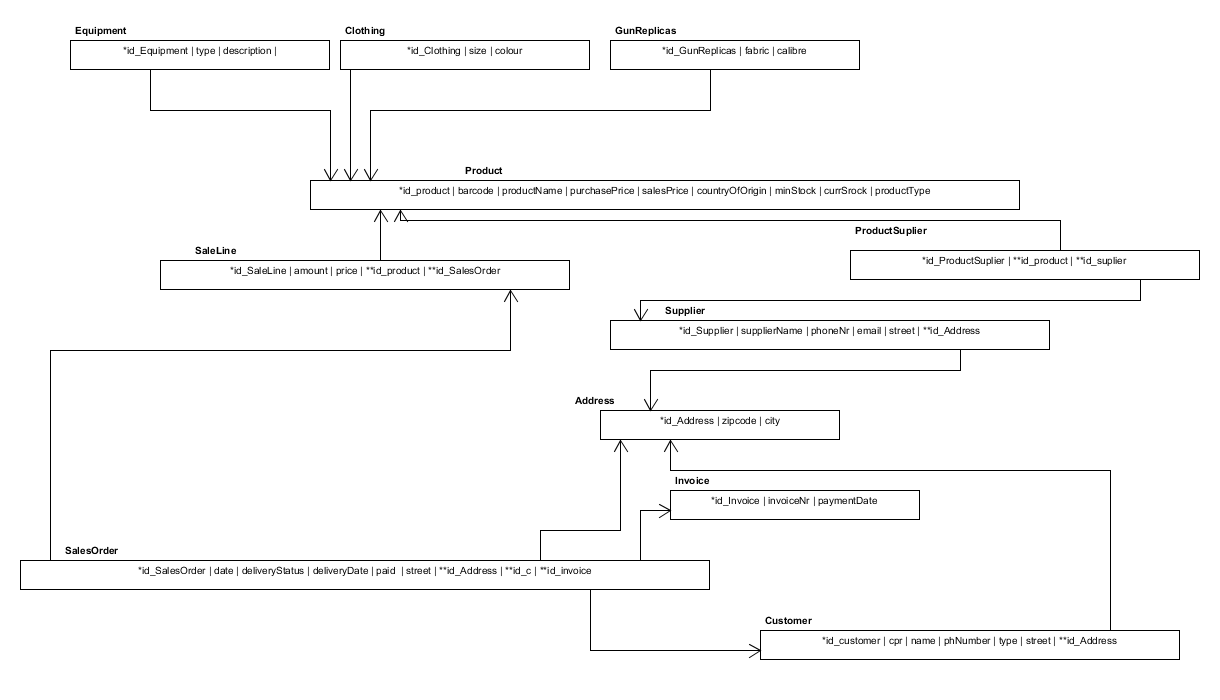 Equipment
*id_Equipment | type | description |
Clothing
*id_Clothing | size | colour
GunReplicas
*id_GunReplicas | fabric | calibre
Product
*id_product | barcode | productName | purchasePrice | salesPrice | countryOfOrigin | minStock | currSrock | productType
SaleLine
*id_SaleLine | amount | price | **id_product | **id_SalesOrder
ProductSuplier
*id_ProductSuplier | **id_product | **id_suplier
Supplier
*id_Supplier | supplierName | phoneNr | email | street | **id_Address
Address
*id_Address | zipcode | city
Invoice
*id_Invoice | invoiceNr | paymentDate
SalesOrder
*id_SalesOrder | date | deliveryStatus | deliveryDate | paid | street | **id_Address | **id_c | **id_invoice
Customer
*id_customer | cpr | name | phNumber | type | street | **id_Address